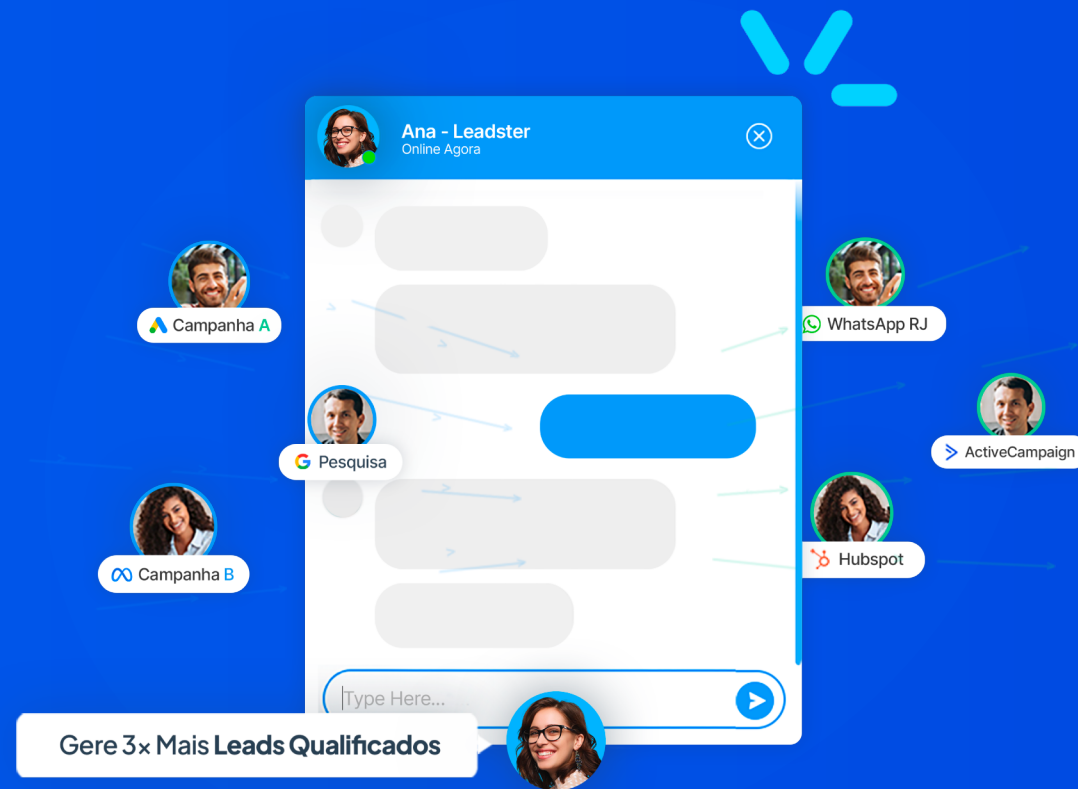 Ana - Leadster
Online Agora
Campanha A
WhatsApp RJ
Pesquisa
ActiveCampaign
Campanha B
Hubspot
Type Here...
Gere 3x Mais Leads Qualificados